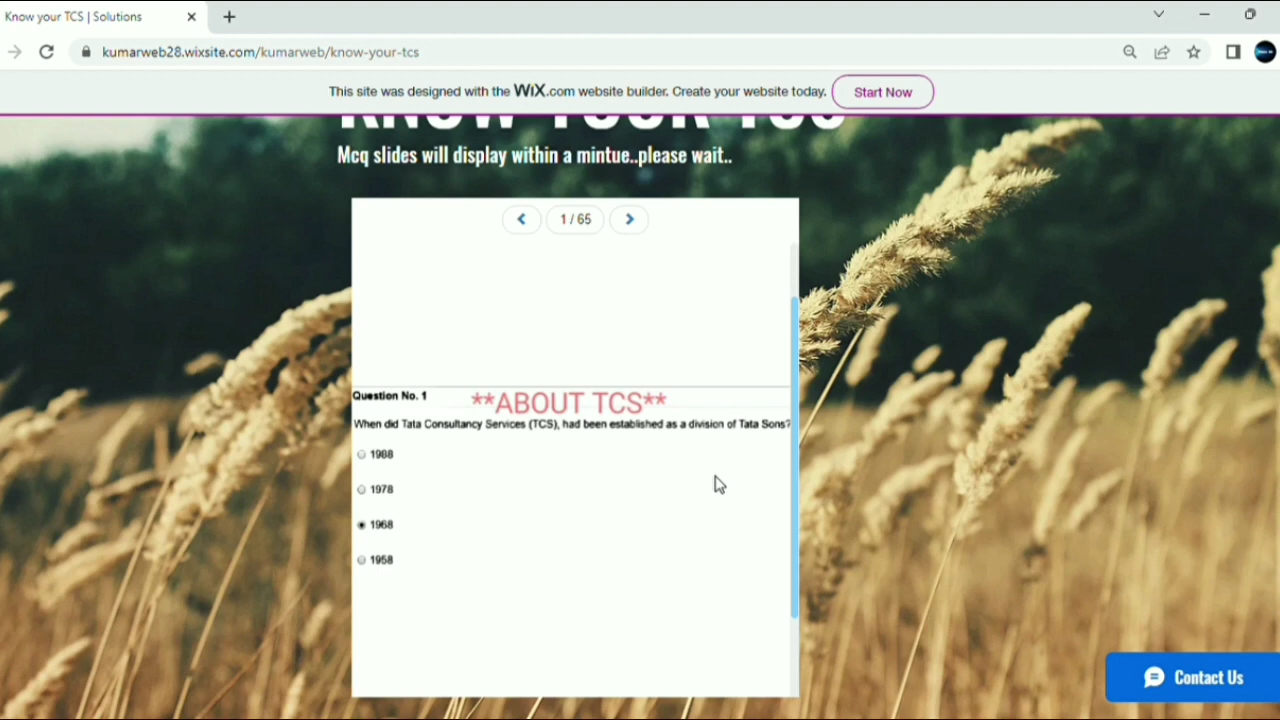 Know your TCS | Solutions
kumarweb28.wixsite.com/kumarweb/know-your-tcs
This site was designed with the WiX.com website builder. Create your website today.
Start Now
KNOW YOUR TCS
Mcq slides will display within a mintue..please wait..
1 / 65
Question No. 1
**ABOUT TCS**
When did Tata Consultancy Services (TCS), had been established as a division of Tata Sons?
1988
1978
1968
1958
Contact Us